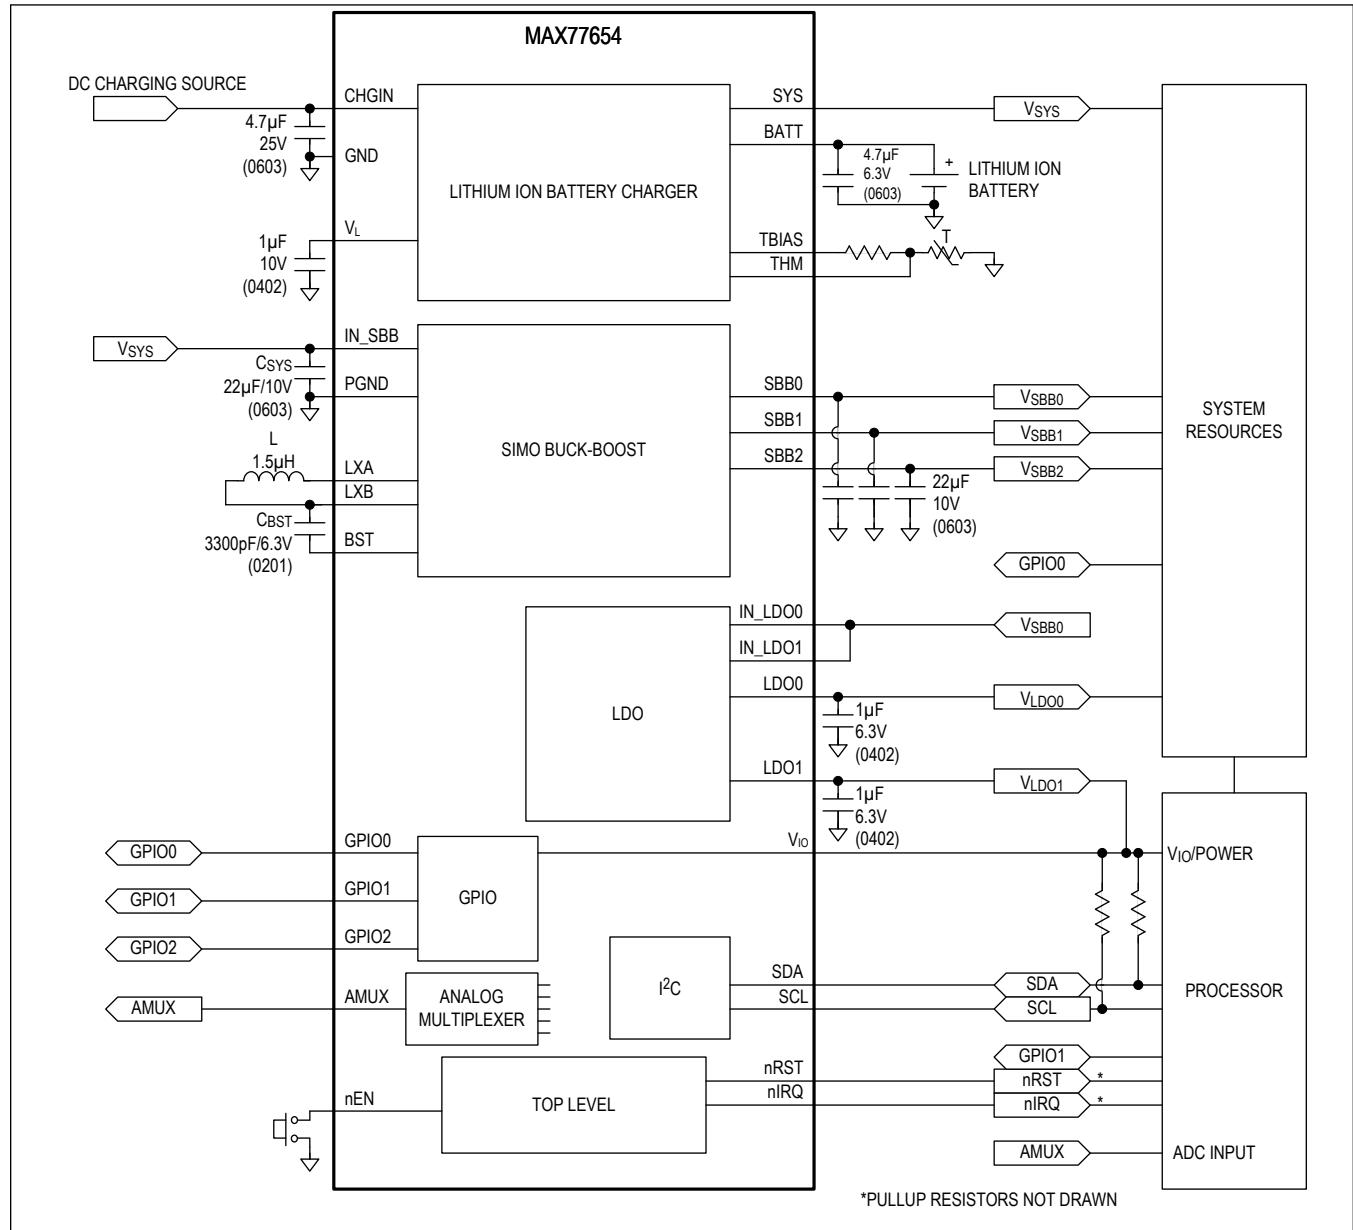 MAX77654
DC CHARGING SOURCE
CHGIN
4.7µF
25V
(0603)
GND
VL
1µF
10V
(0402)
LITHIUM ION BATTERY CHARGER
SYS
VSYS
BATT
4.7µF
6.3V
(0603)
+
LITHIUM ION
BATTERY
TBIAS
T
THM
VSYS
IN_SBB
CSYS
22µF/10V
(0603)
PGND
L
1.5µH
LXA
LXB
CBST
3300pF/6.3V
(0201)
BST
SIMO BUCK-BOOST
SBB0
VSBB0
SBB1
VSBB1
SBB2
VSBB2
22µF
10V
(0603)
SYSTEM
RESOURCES
GPIO0
LDO
IN_LDO0
VSBB0
IN_LDO1
LDO0
VLDO0
1µF
6.3V
(0402)
LDO1
VLDO1
1µF
6.3V
(0402)
GPIO0
GPIO0
GPIO1
GPIO1
GPIO2
GPIO2
GPIO
VIO
VIO/POWER
AMUX
AMUX
ANALOG
MULTIPLEXER
I2C
SDA
SDA
SCL
SCL
PROCESSOR
GPIO1
nEN
TOP LEVEL
nRST
nRST
*
nIRQ
nIRQ
*
AMUX
ADC INPUT
*PULLUP RESISTORS NOT DRAWN